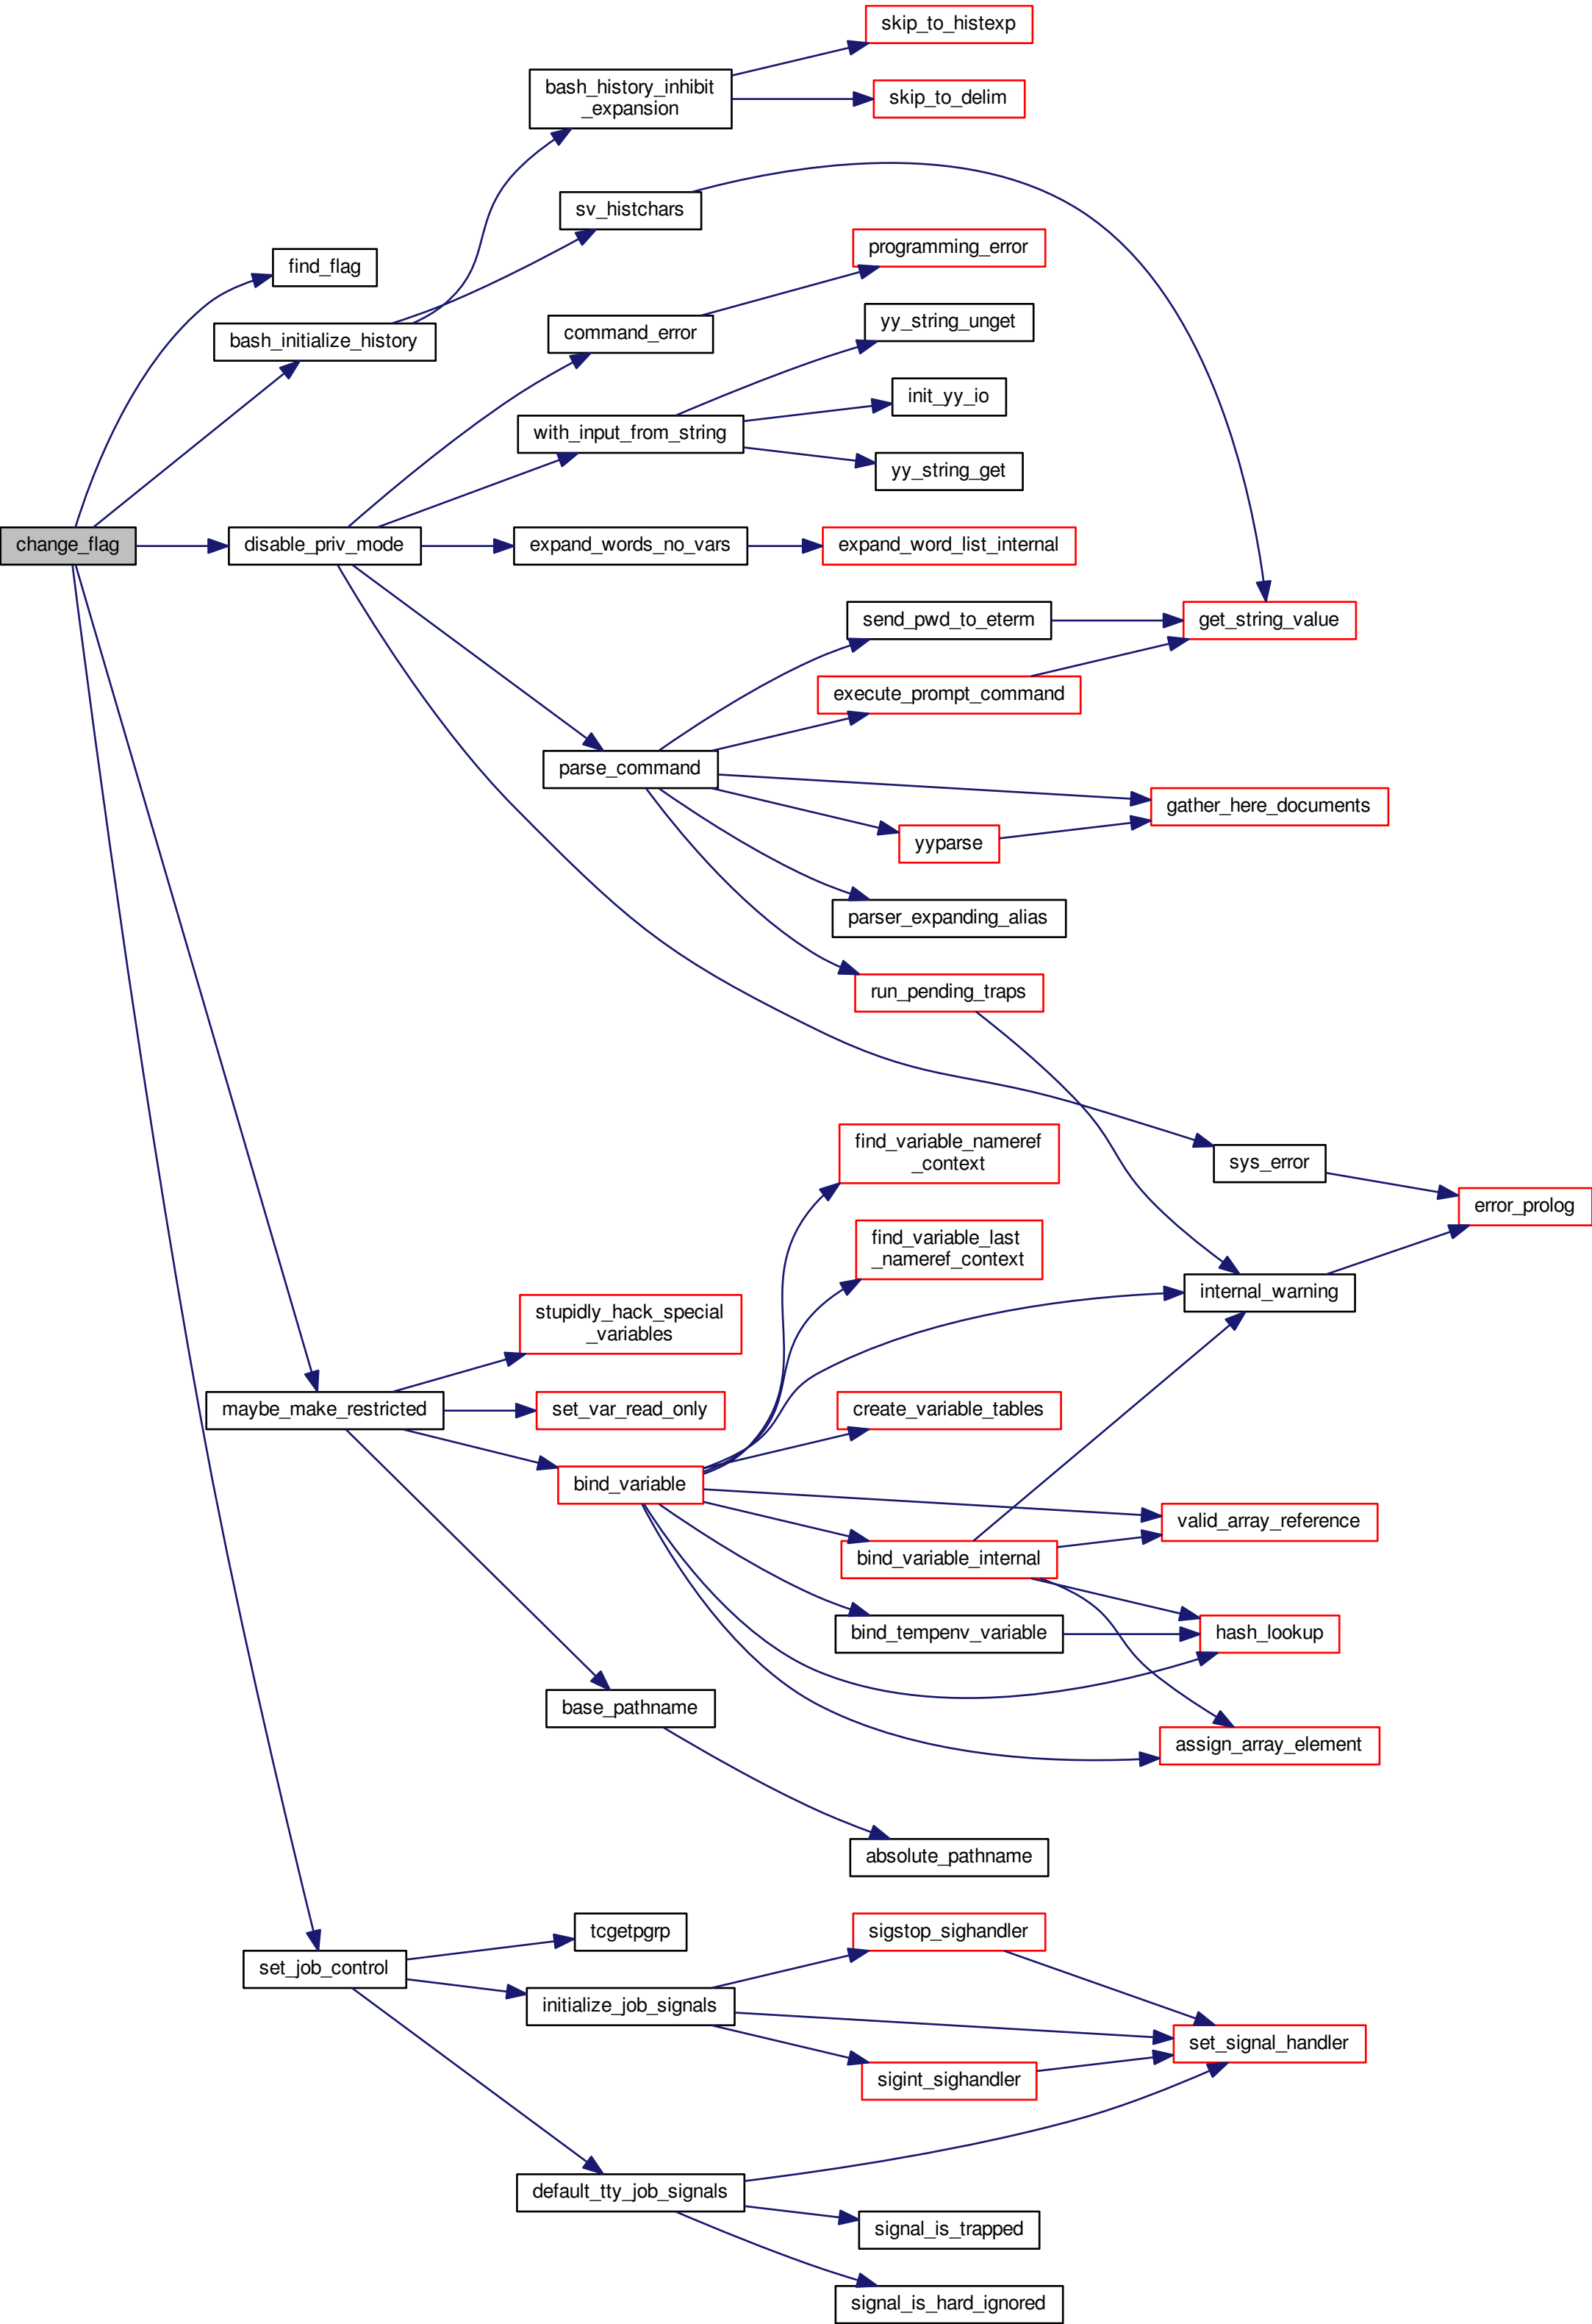 skip_to_histexp
bash_history_inhibit
_expansion
skip_to_delim
sv_histchars
programming_error
find_flag
yy_string_unget
bash_initialize_history
command_error
init_yy_io
with_input_from_string
yy_string_get
change_flag
disable_priv_mode
expand_words_no_vars
expand_word_list_internal
send_pwd_to_eterm
get_string_value
execute_prompt_command
parse_command
gather_here_documents
yyparse
parser_expanding_alias
run_pending_traps
find_variable_nameref
_context
sys_error
error_prolog
find_variable_last
_nameref_context
internal_warning
stupidly_hack_special
_variables
maybe_make_restricted
set_var_read_only
create_variable_tables
bind_variable
valid_array_reference
bind_variable_internal
bind_tempenv_variable
hash_lookup
base_pathname
assign_array_element
absolute_pathname
tcgetpgrp
sigstop_sighandler
set_job_control
initialize_job_signals
set_signal_handler
sigint_sighandler
default_tty_job_signals
signal_is_trapped
signal_is_hard_ignored